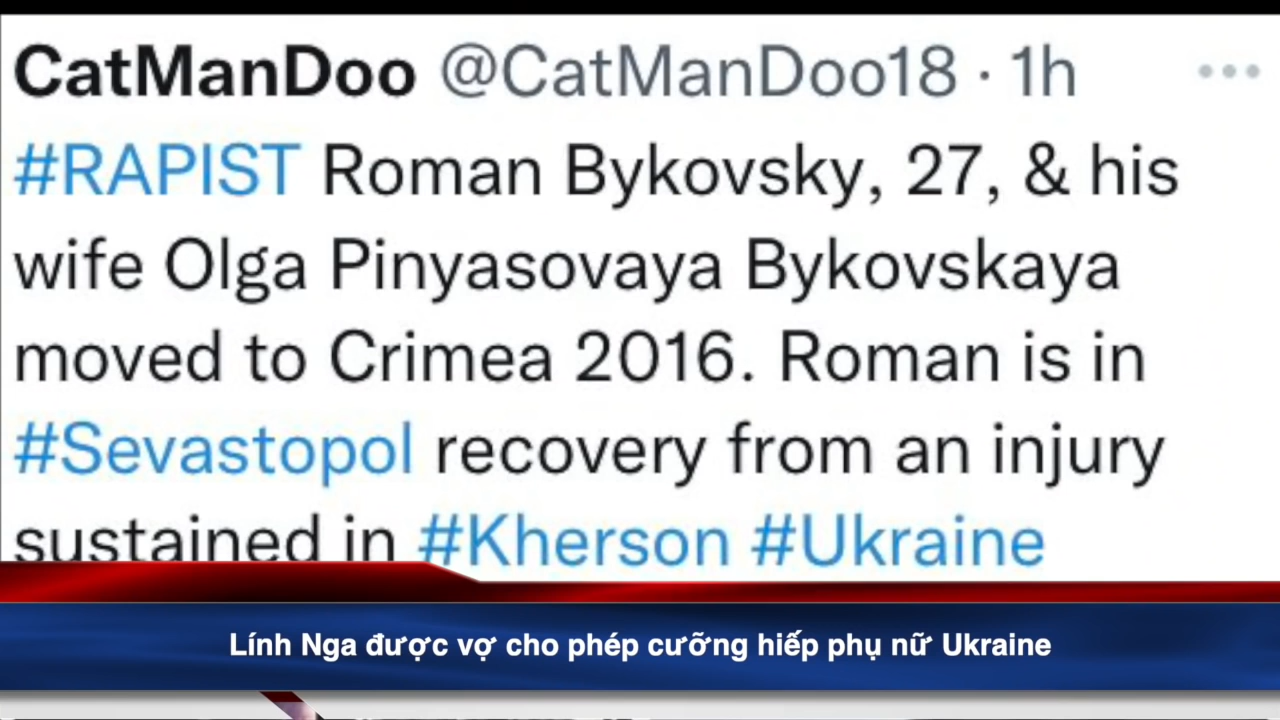 CatManDoo @CatManDoo18 · 1h
#RAPIST Roman Bykovsky, 27, & his
wife Olga Pinyasovaya Bykovskaya
moved to Crimea 2016. Roman is in
#Sevastopol recovery from an injury
sustained in #Kherson #Ukraine
Lính Nga được vợ cho phép cưỡng hiếp phụ nữ Ukraine